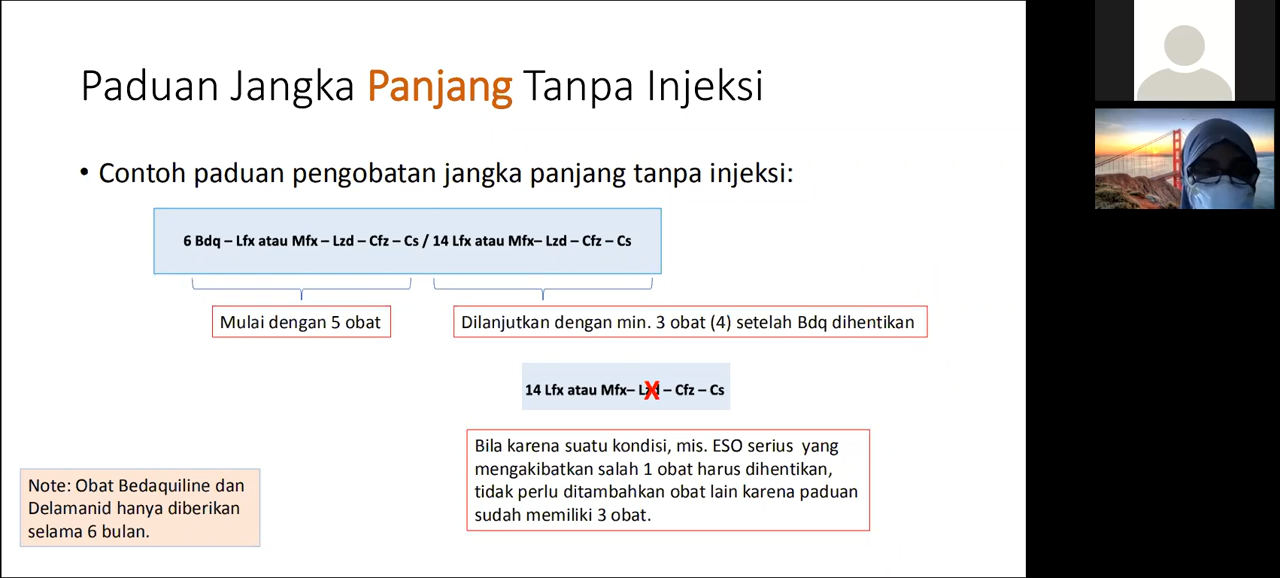 Paduan Jangka Panjang Tanpa Injeksi
• Contoh paduan pengobatan jangka panjang tanpa injeksi:
6 Bdq – Lfx atau Mfx – Lzd – Cfz – Cs / 14 Lfx atau Mfx– Lzd – Cfz – Cs
Mulai dengan 5 obat
Dilanjutkan dengan min. 3 obat (4) setelah Bdq dihentikan
14 Lfx atau Mfx– Lzd – Cfz – Cs
X
Bila karena suatu kondisi, mis. ESO serius yang
mengakibatkan salah 1 obat harus dihentikan,
tidak perlu ditambahkan obat lain karena paduan
sudah memiliki 3 obat.
Note: Obat Bedaquiline dan
Delamanid hanya diberikan
selama 6 bulan.